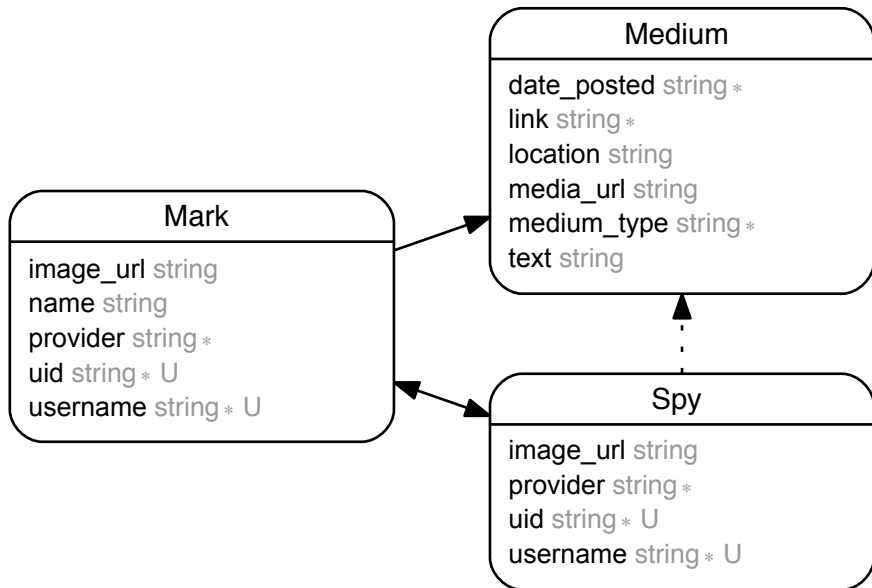 Medium
date_posted string *
link string *
location string
media_url string
medium_type string *
text string
Mark
image_url string
name string
provider string *
uid string * U
username string * U
Spy
image_url string
provider string *
uid string * U
username string * U